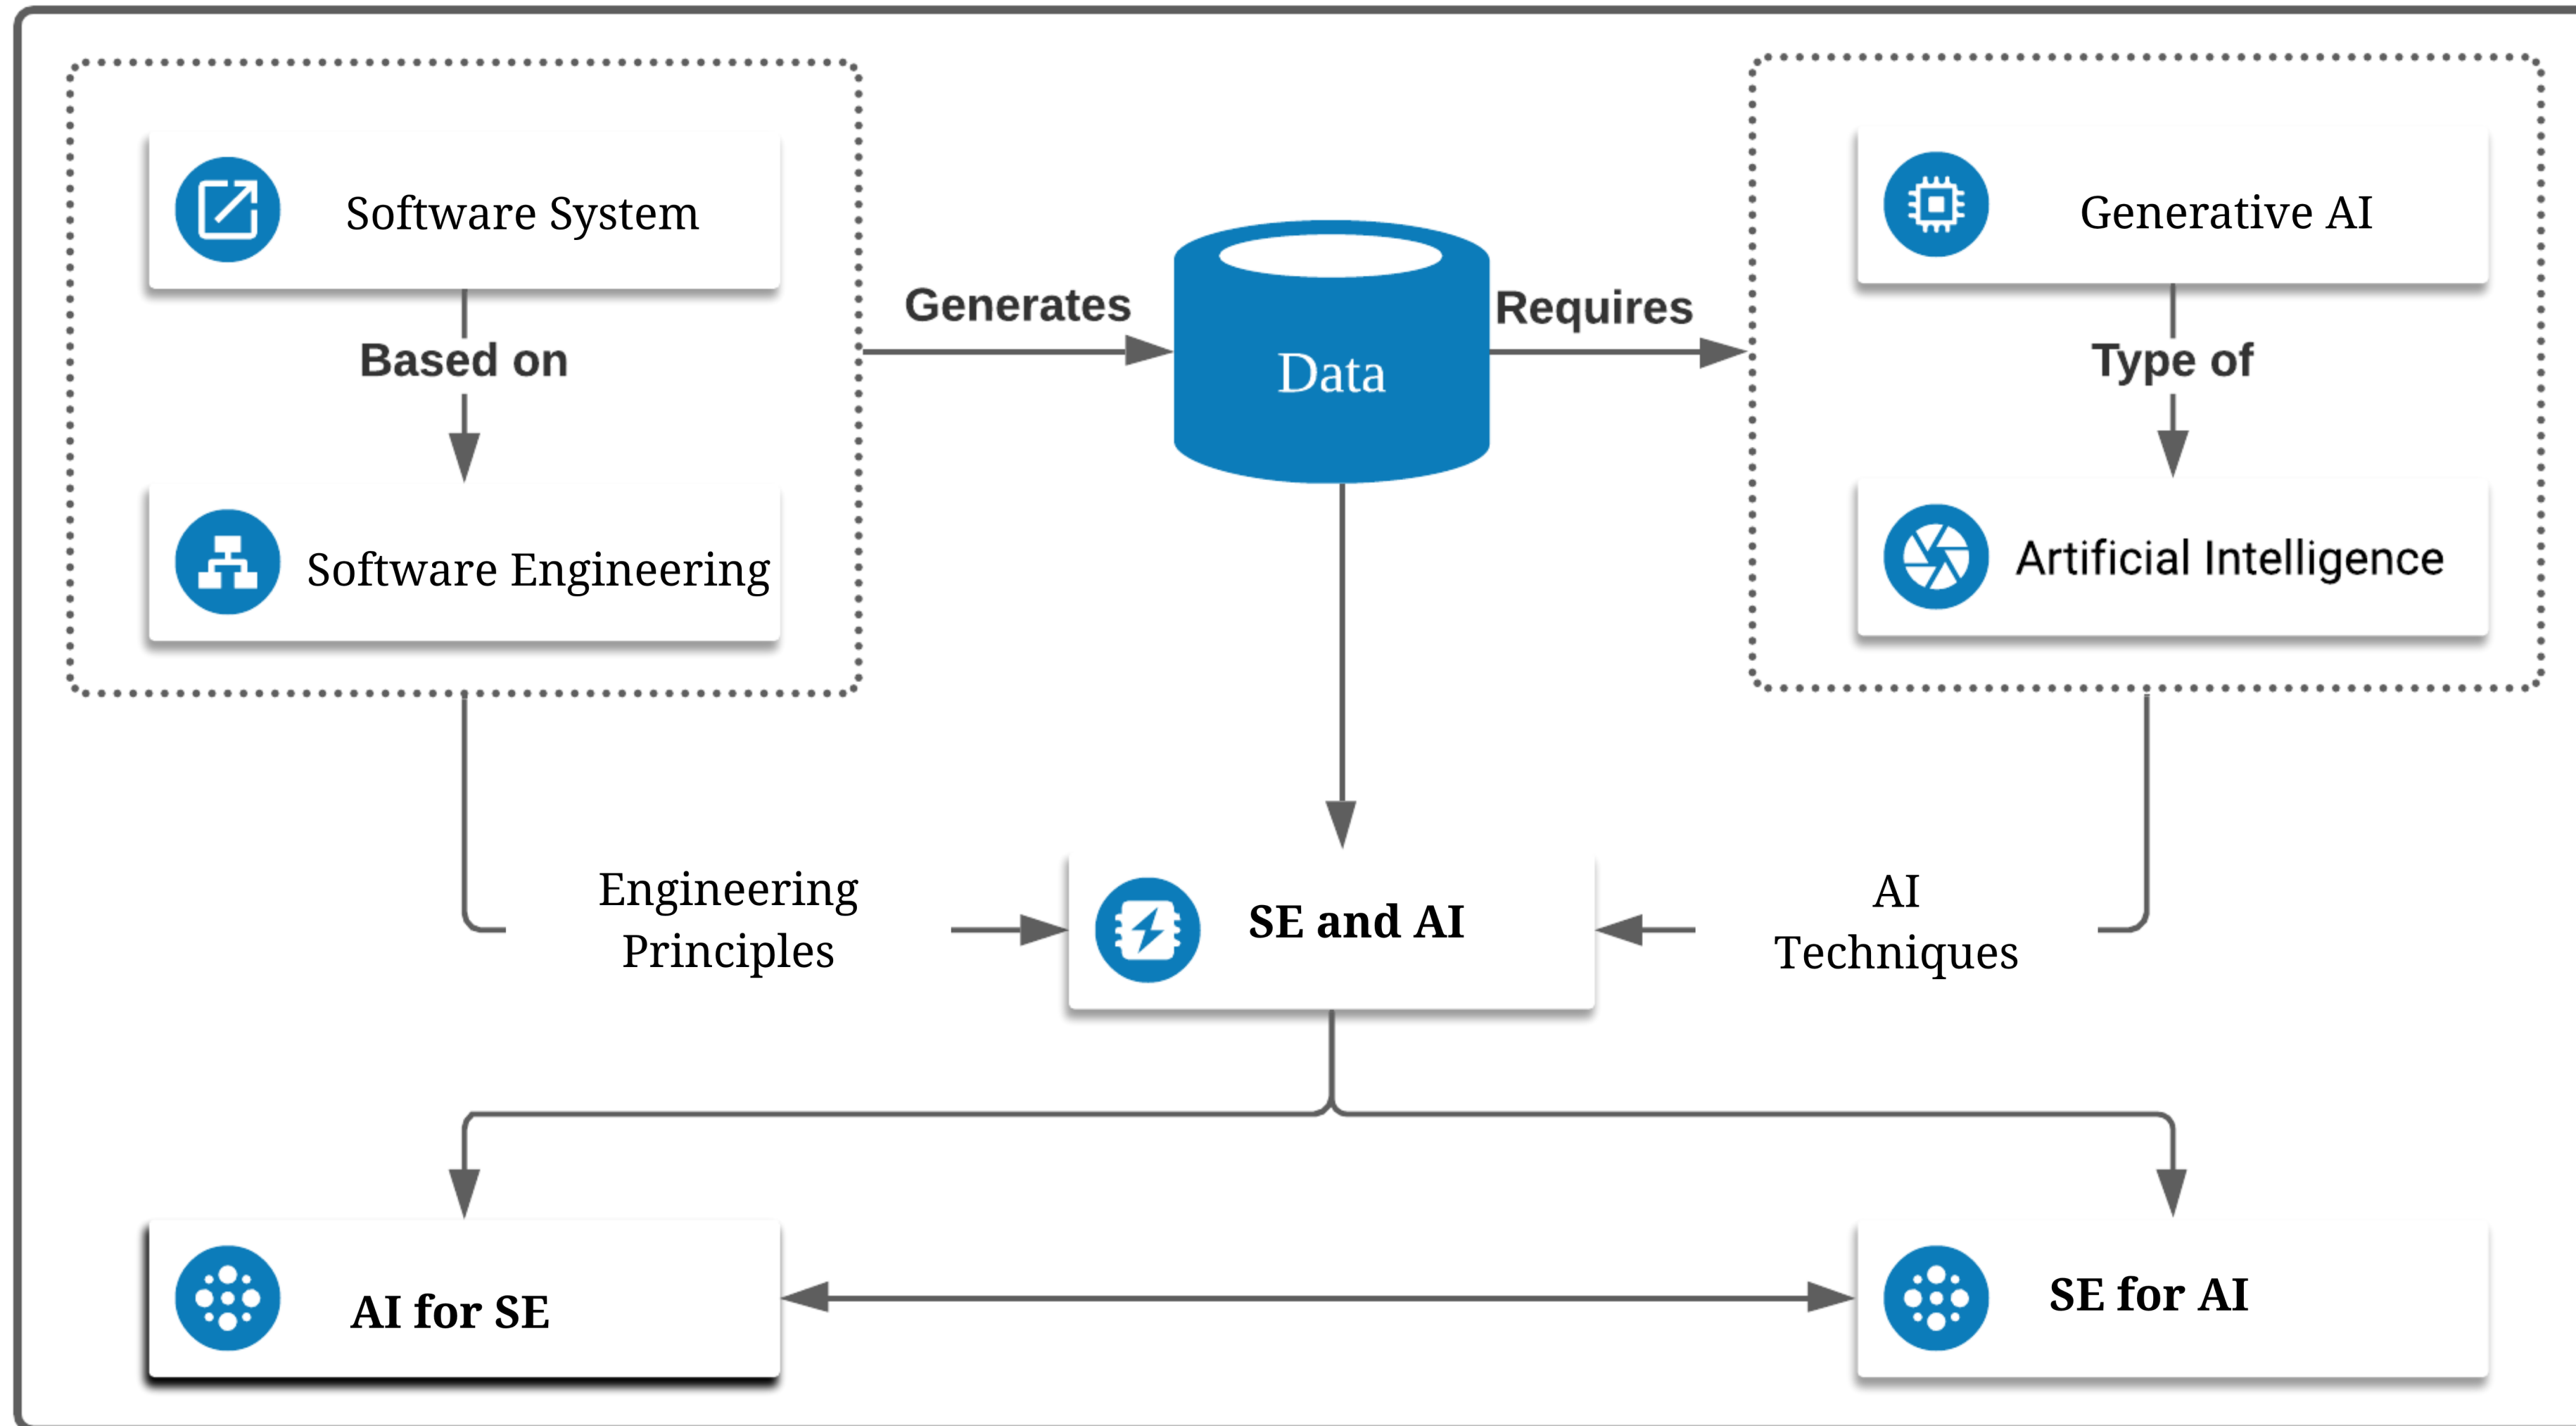 Software System
Generative AI
Generates
Requires
Based on
Type of
Data
Software Engineering
Artificial Intelligence
Engineering
Principles
SE and AI
AI
Techniques
AI for SE
SE for AI